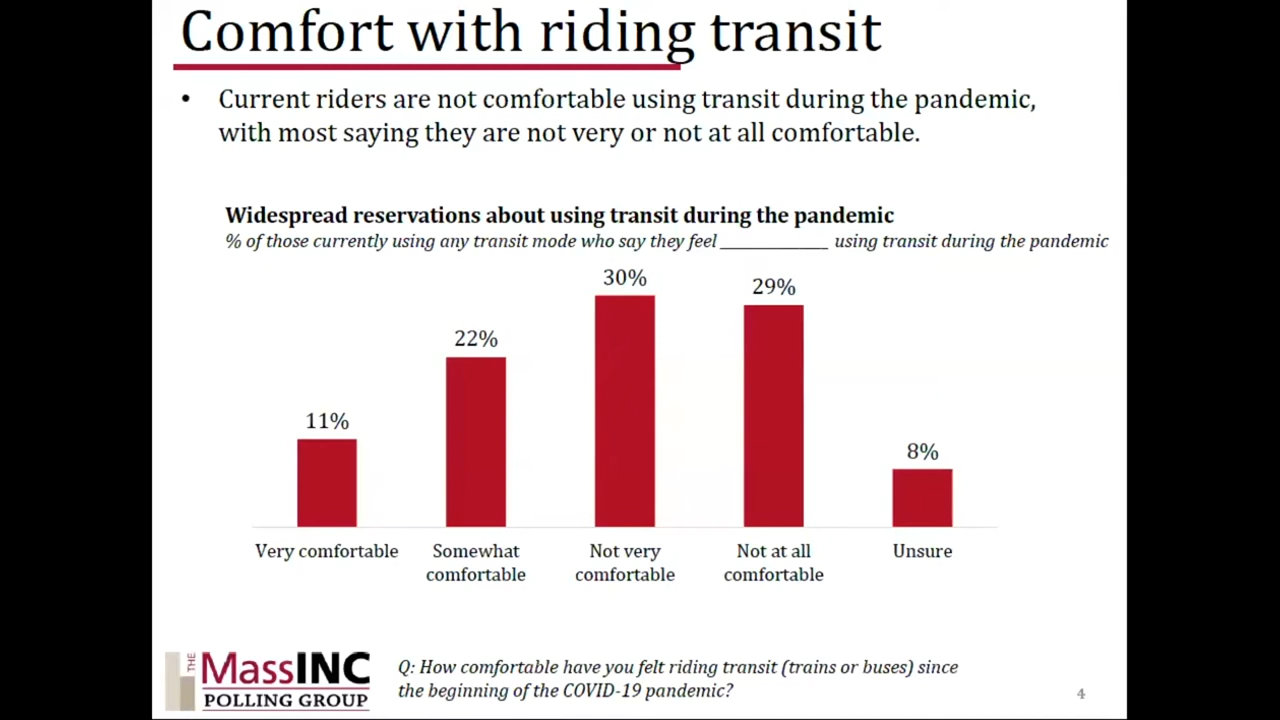 Comfort with riding transit
• Current riders are not comfortable using transit during the pandemic,
with most saying they are not very or not at all comfortable.
Widespread reservations about using transit during the pandemic
% of those currently using any transit mode who say they feel ______________ using transit during the pandemic
30%
29%
22%
11%
8%
Very comfortable
Somewhat
comfortable
Not very
comfortable
Not at all
comfortable
Unsure
THE MassINC
POLLING GROUP
Q: How comfortable have you felt riding transit (trains or buses) since
the beginning of the COVID-19 pandemic?
4